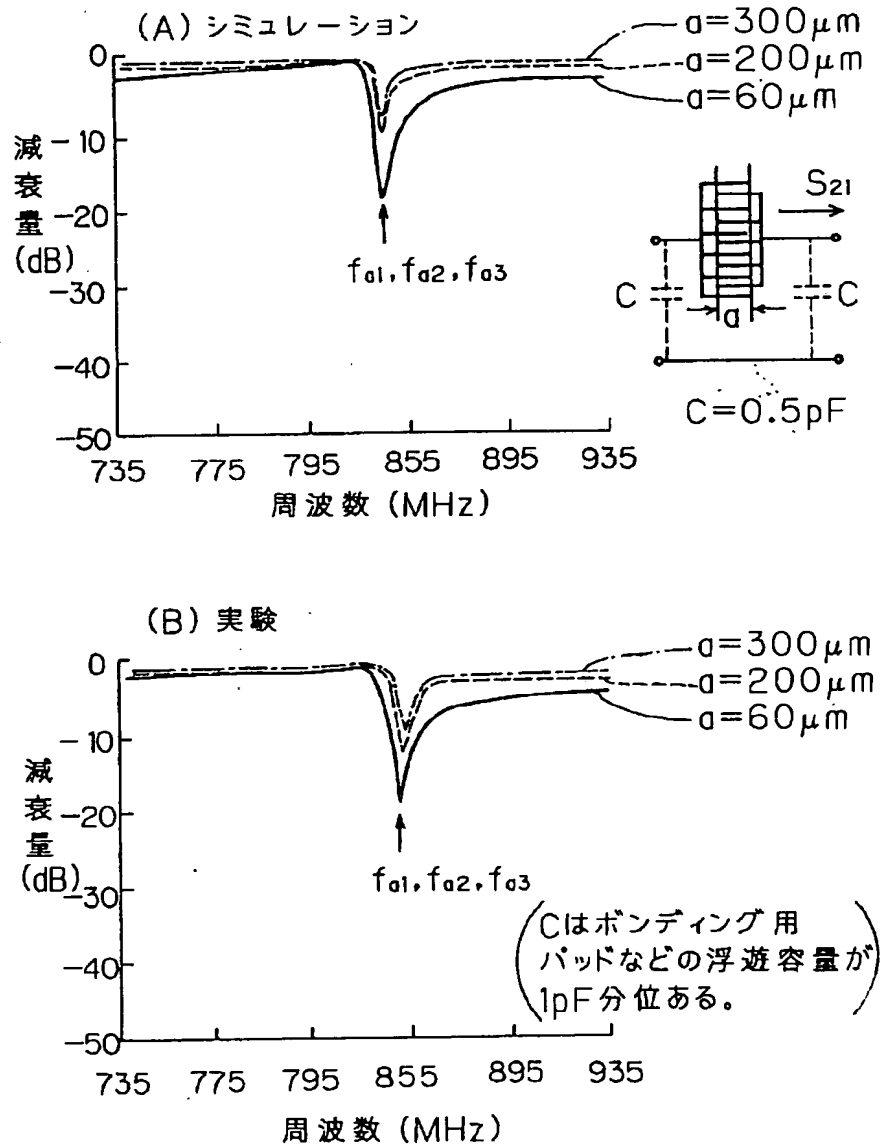 (A) シミュレーション
a=300μm
a=200μm
a=60μm
0
-10
-20
-30
-40
-50
減衰量
(dB)
fa1, fa2, fa3
S21
C
C
a
C=0.5pF
735 775 795 855 895 935
周波数 (MHz)
(B) 実験
a=300μm
a=200μm
a=60μm
0
-10
-20
-30
-40
-50
減衰量
(dB)
fa1, fa2, fa3
Cはボンディング用
パッドなどの浮遊容量が
1pF分位ある。
735 775 795 855 895 935
周波数 (MHz)